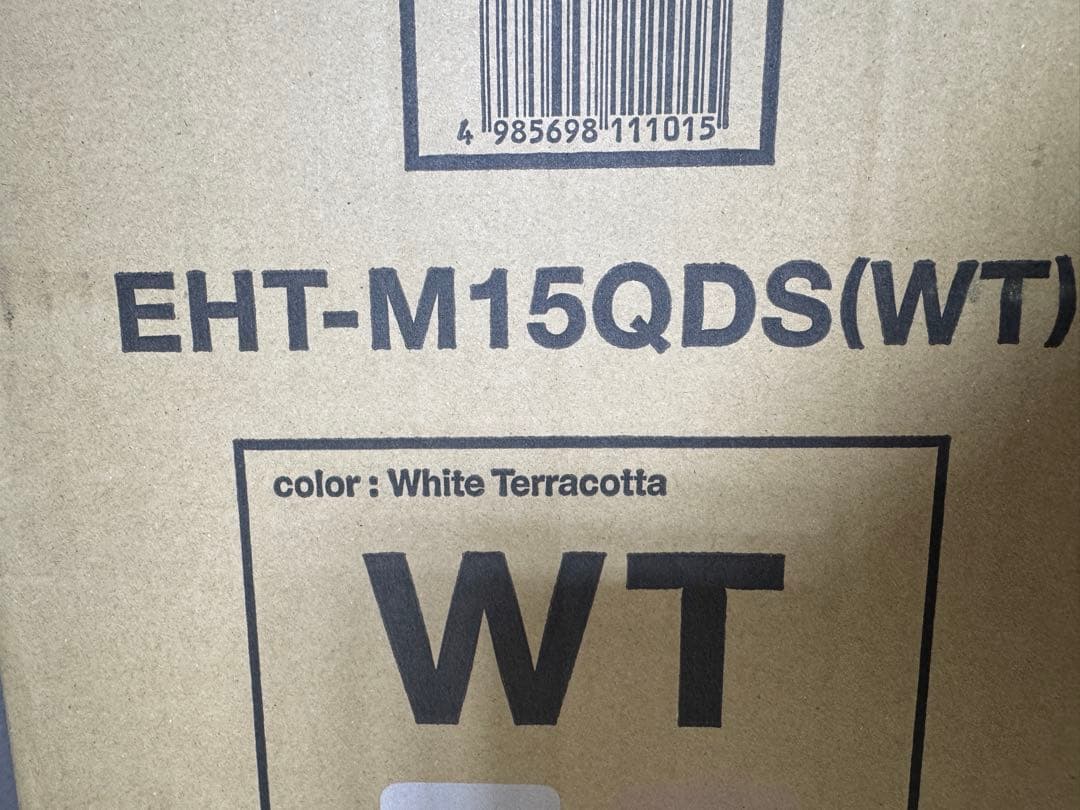 4 985698 111015
EHT-M15QDS(WT)
color : White Terracotta
WT